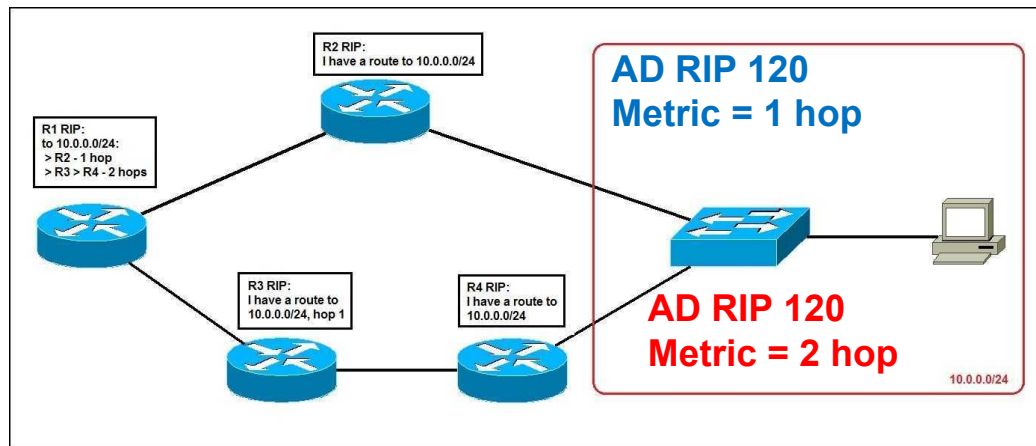 R2 RIP:
I have a route to 10.0.0.0/24
AD RIP 120
Metric = 1 hop
R1 RIP:
to 10.0.0.0/24:
> R2 - 1 hop
> R3 > R4 - 2 hops
R3 RIP:
I have a route to
10.0.0.0/24, hop 1
R4 RIP:
I have a route to
10.0.0.0/24
AD RIP 120
Metric = 2 hop
10.0.0.0/24